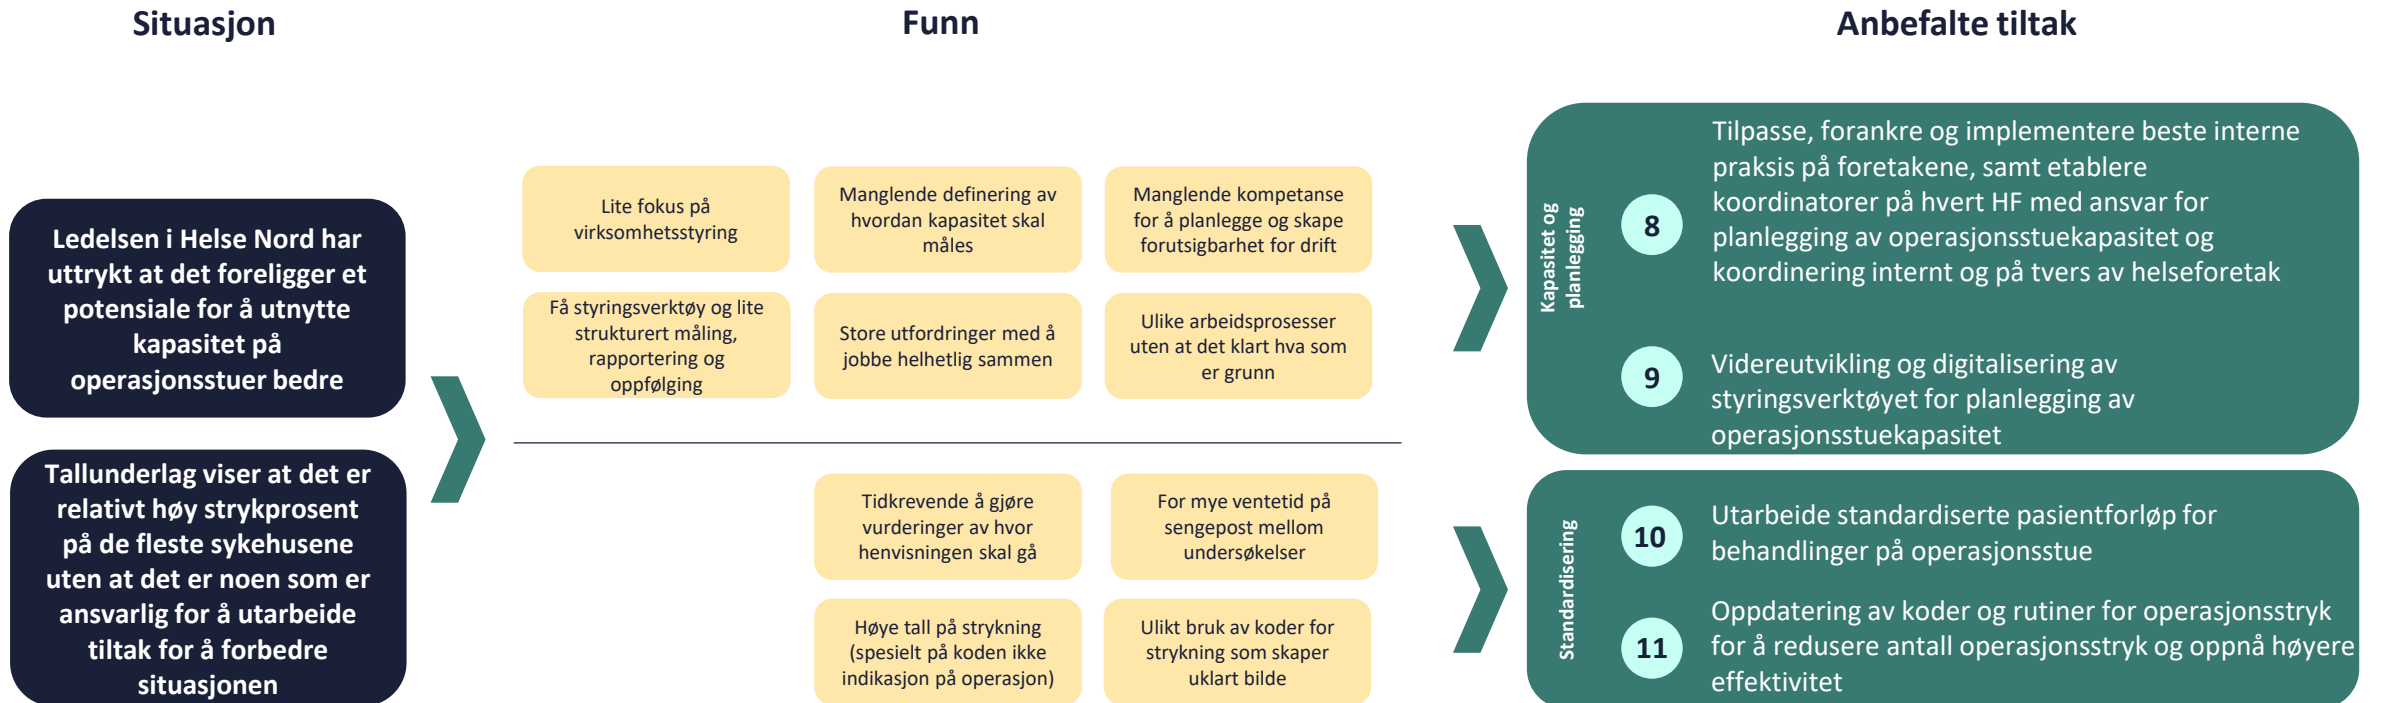 Situasjon
Funn
Anbefalte tiltak
Ledelsen i Helse Nord har
uttrykt at det foreligger et
potensiale for å utnytte
kapasitet på
operasjonsstuer bedre
Tallunderlag viser at det er
relativt høy strykprosent
på de fleste sykehusene
uten at det er noen som er
ansvarlig for å utarbeide
tiltak for å forbedre
situasjonen
Lite fokus på
virksomhetsstyring
Manglende definering av
hvordan kapasitet skal
måles
Manglende kompetanse
for å planlegge og skape
forutsigbarhet for drift
Få styringsverktøy og lite
strukturert måling,
rapportering og
oppfølging
Store utfordringer med å
jobbe helhetlig sammen
Ulike arbeidsprosesser
uten at det klart hva som
er grunn
Tidkrevende å gjøre
vurderinger av hvor
henvisningen skal gå
For mye ventetid på
sengepost mellom
undersøkelser
Høye tall på strykning
(spesielt på koden ikke
indikasjon på operasjon)
Ulikt bruk av koder for
strykning som skaper
uklart bilde
Kapasitet og
planlegging
8
Tilpasse, forankre og implementere beste interne
praksis på foretakene, samt etablere
koordinatorer på hvert HF med ansvar for
planlegging av operasjonsstuekapasitet og
koordinering internt og på tvers av helseforetak
9
Videreutvikling og digitalisering av
styringsverktøyet for planlegging av
operasjonsstuekapasitet
Standardisering
10
Utarbeide standardiserte pasientforløp for
behandlinger på operasjonsstue
11
Oppdatering av koder og rutiner for operasjonsstryk
for å redusere antall operasjonsstryk og oppnå høyere
effektivitet